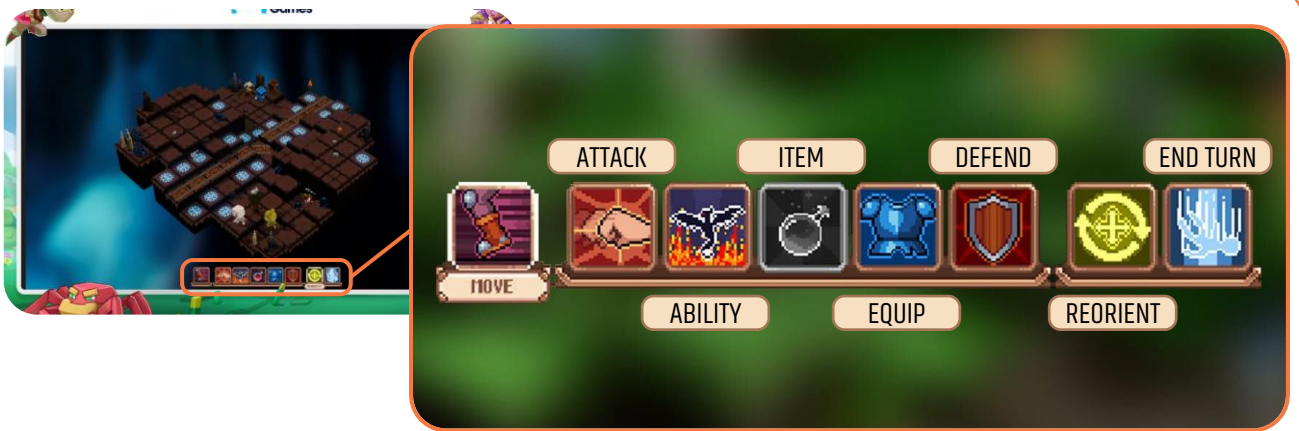 Games
ATTACK
ITEM
DEFEND
END TURN
MOVE
ABILITY
EQUIP
REORIENT